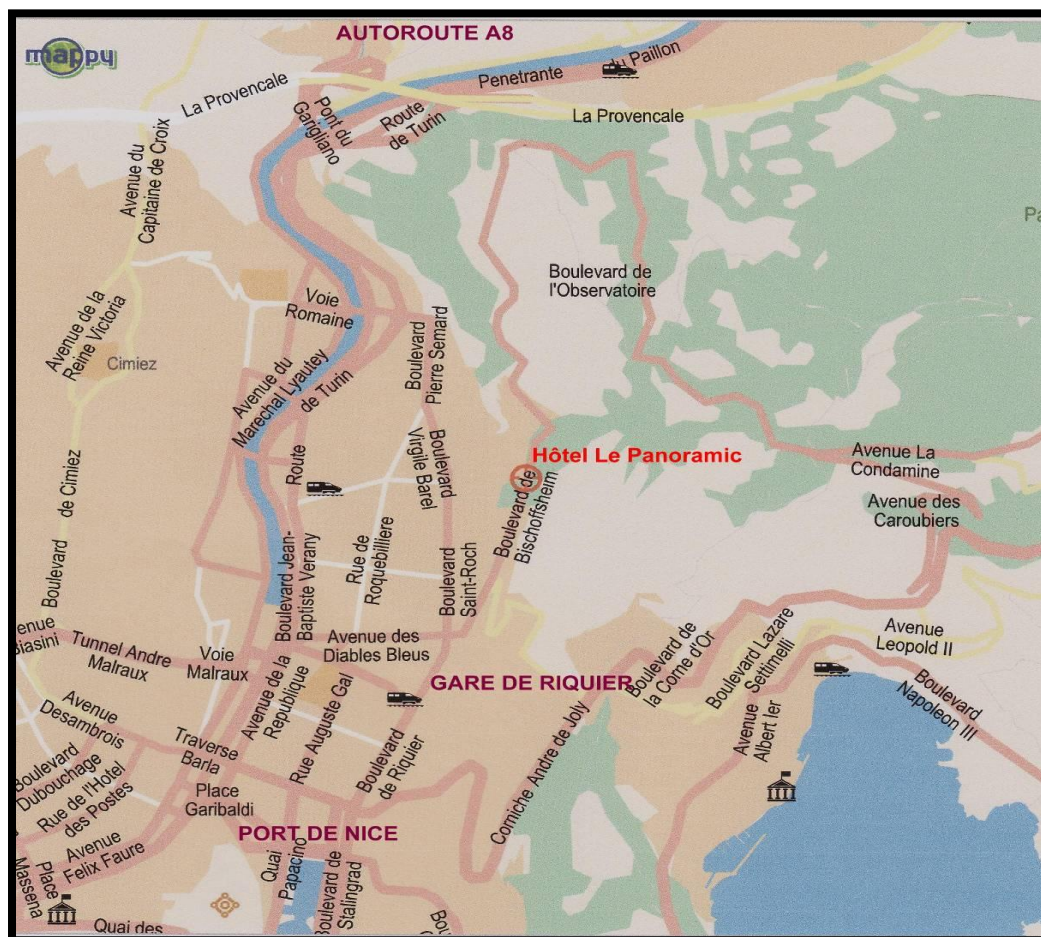 AUTOROUTE A8
mappy
du Paillon
Penetrante
La Provencale
Pont du
Garigliano
Route
de Turin
La Provencale
Avenue du
Capitaine de Croix
Boulevard de
l'Observatoire
Voie
Romaine
Avenue de la
Reine Victoria
Cimiez
Boulevard
Pierre Semard
Avenue du
Marechal Lyautey
de Turin
Route
Boulevard
Virgile Barel
Hôtel Le Panoramic
Avenue La
Condamine
Avenue des
Caroubiers
Boulevard de
Bischoffsheim
Boulevard de Cimiez
Boulevard Jean-
Baptiste Verany
Rue de
Roquebilliere
Boulevard
Saint-Roch
Tunnel Andre
Malraux
Voie
Malraux
Avenue des
Diables Bleus
Avenue de la
Republique
Rue Auguste Gal
GARE DE RIQUIER
Boulevard de
la Corne d'Or
Boulevard Lazare
Settimelli
Avenue
Leopold II
Boulevard
Napoleon III
Avenue
Albert Ier
Avenue
Desambrois
Traverse
Barla
Boulevard
de Riquier
Corniche Andre de Joly
Boulevard
Dubouchage
Rue de l'Hotel
des Postes
Place
Garibaldi
PORT DE NICE
Avenue
Felix Faure
Place
Massena
Quai
Papacino
Boulevard de
Stalingrad
Quai des